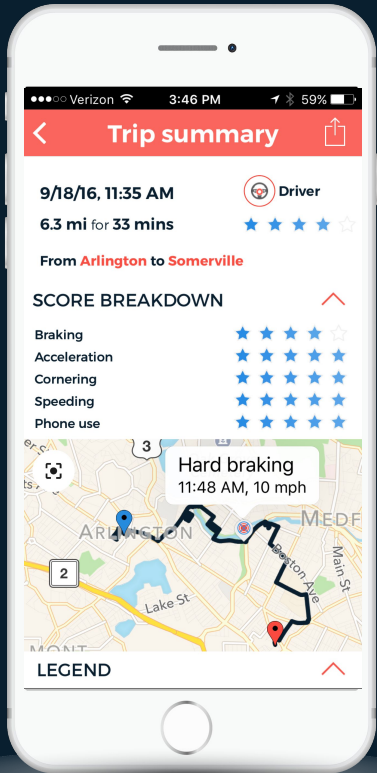 Verizon 3:46 PM 59%
Trip summary
9/18/16, 11:35 AM Driver
6.3 mi for 33 mins
From Arlington to Somerville
SCORE BREAKDOWN
Braking
Acceleration
Cornering
Speeding
Phone use
3
Hard braking
11:48 AM, 10 mph
ARLINGTON
MEDF
Boston Ave
Main St
2
Lake St
MONT
LEGEND